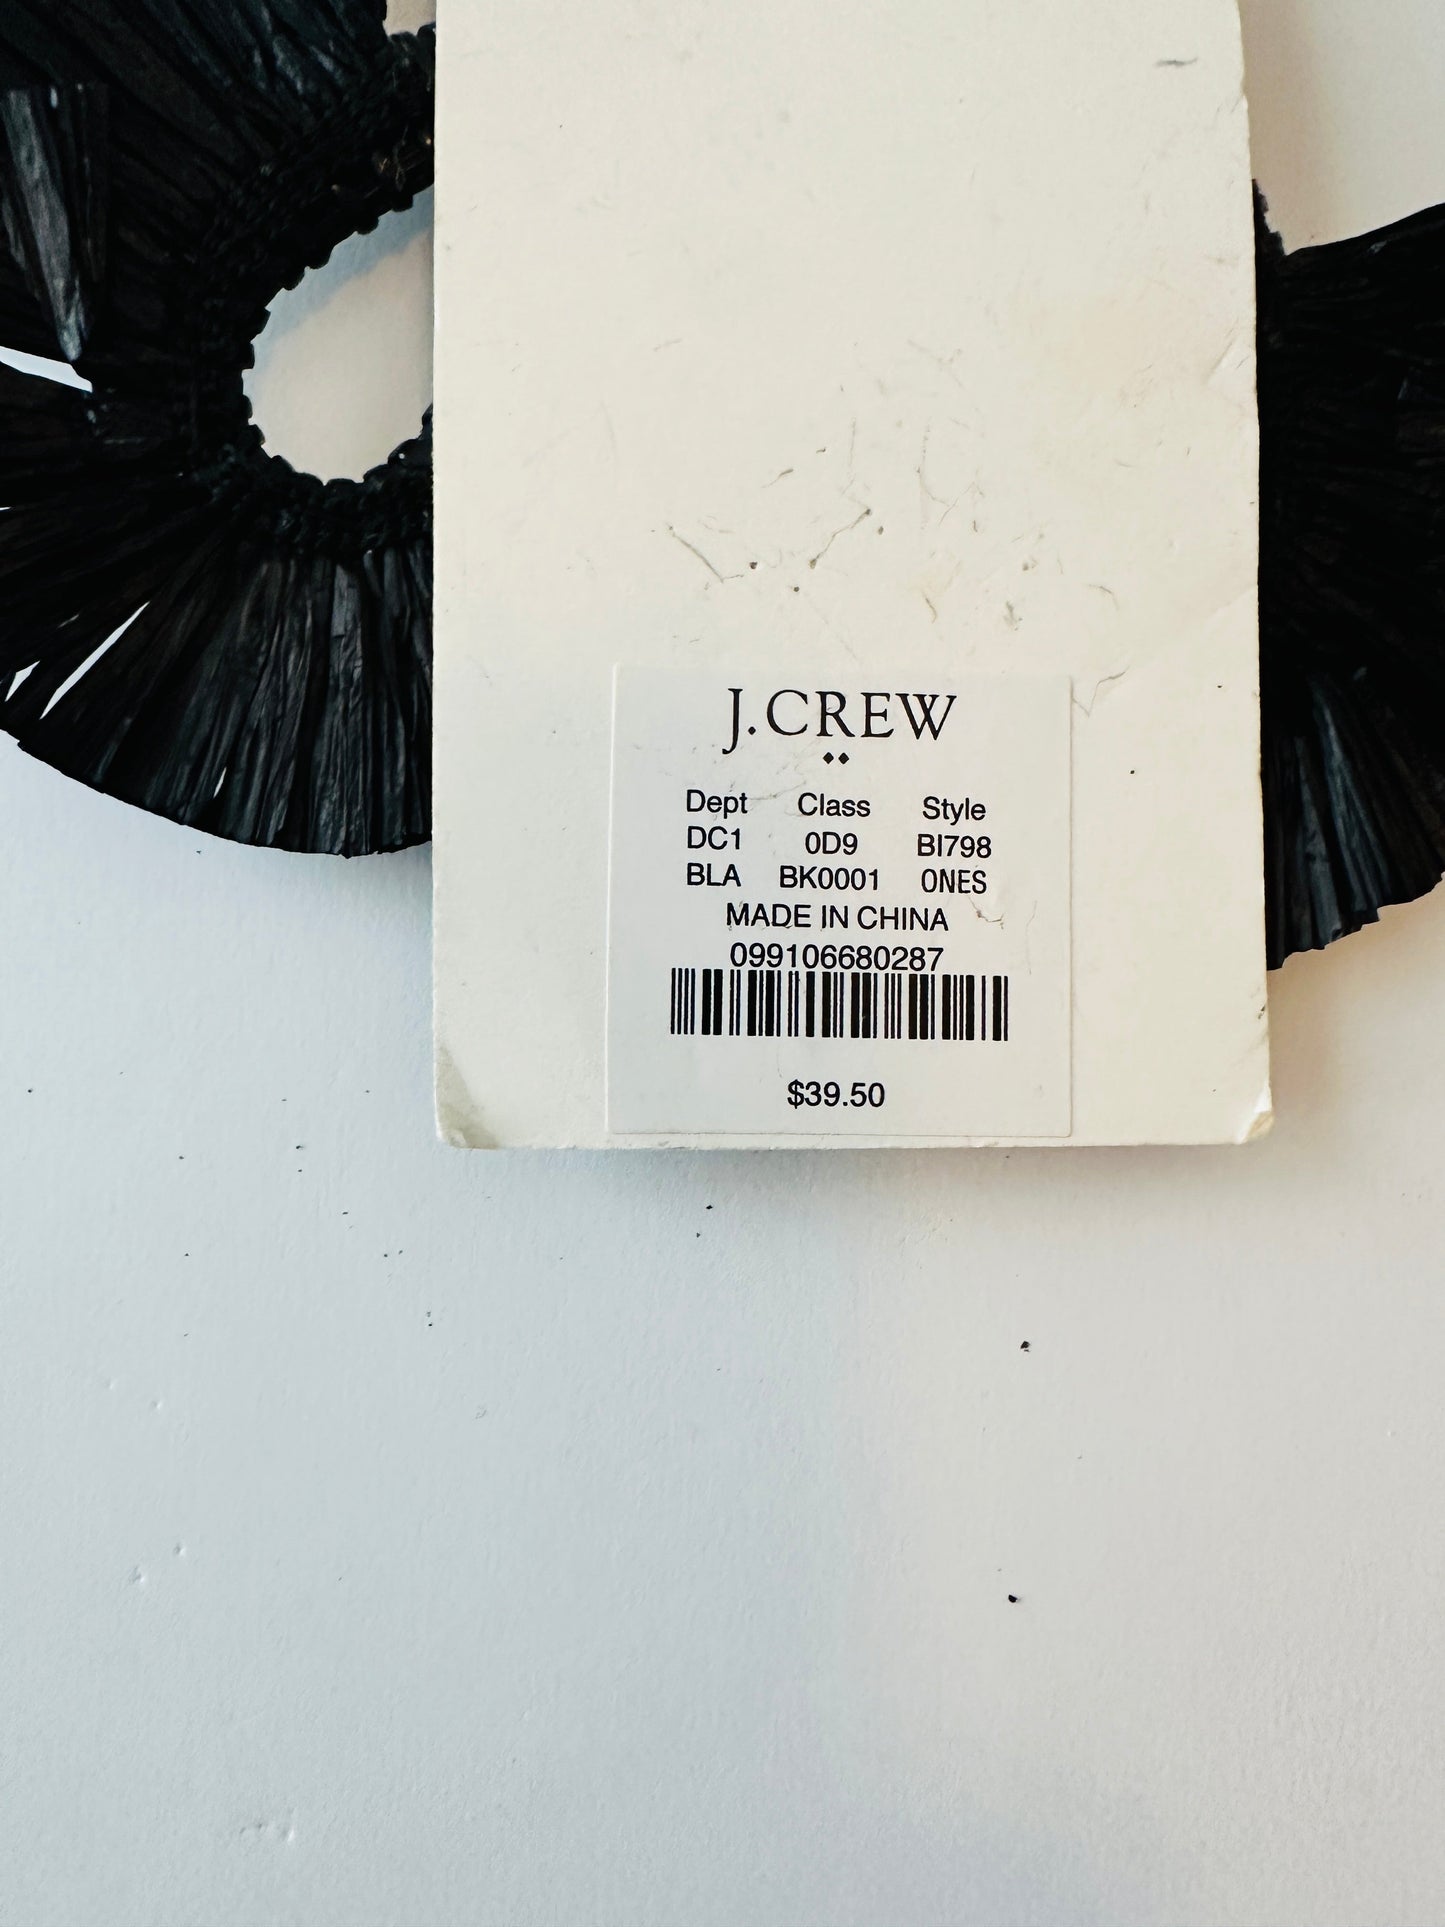 J.CREW
Dept Class Style
DC1 0D9 BI798
BLA BK0001 ONES
MADE IN CHINA
099106680287
$39.50